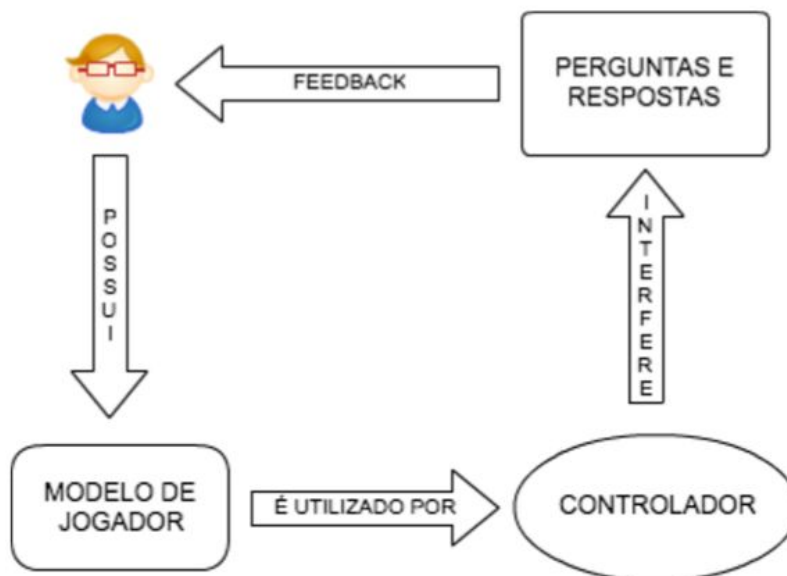 FEEDBACK
PERGUNTAS E
RESPOSTAS
POSSUI
INTERFERE
MODELO DE
JOGADOR
É UTILIZADO POR
CONTROLADOR